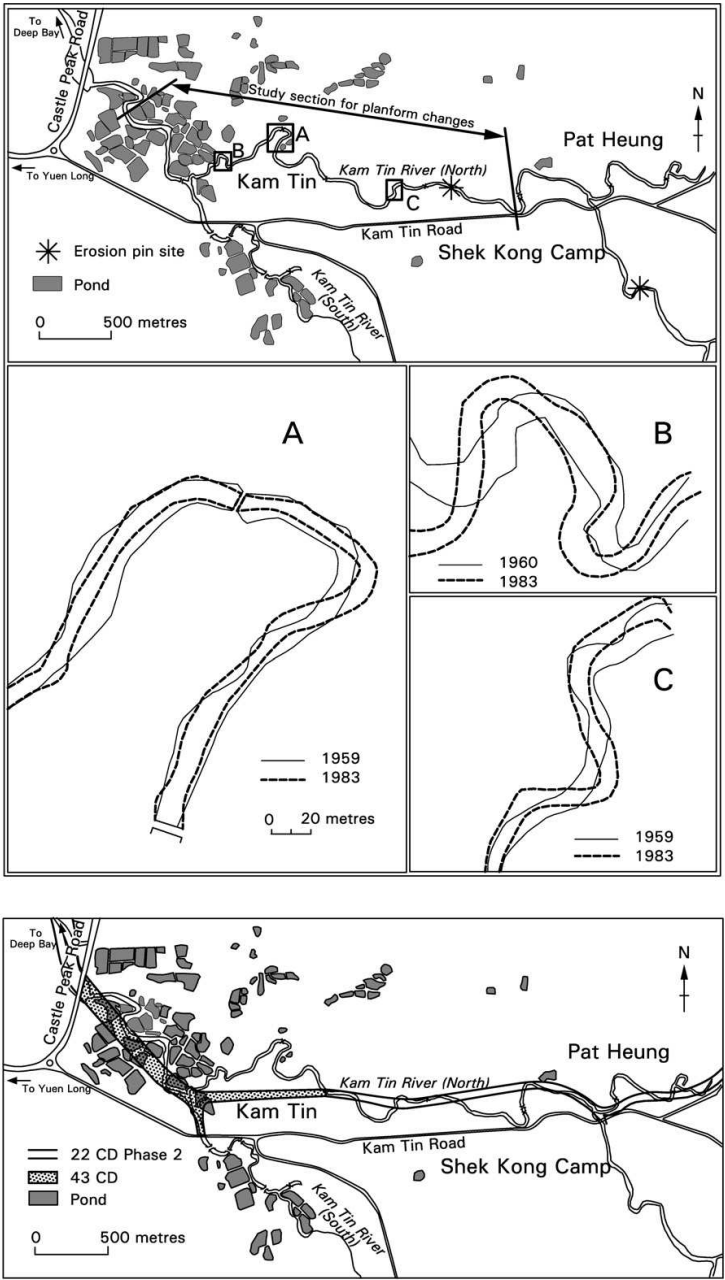 To
Deep Bay
Castle Peak Road
Study section for planform changes
N
A
B
Pat Heung
To Yuen Long
Kam Tin
Kam Tin River (North)
C
Kam Tin Road
Shek Kong Camp
Erosion pin site
Pond
0 500 metres
Kam Tin River
(South)
A
1959
1983
0 20 metres
B
1960
1983
C
1959
1983
To
Deep Bay
Castle Peak Road
N
Pat Heung
To Yuen Long
Kam Tin River (North)
Kam Tin
Kam Tin Road
Shek Kong Camp
22 CD Phase 2
43 CD
Pond
0 500 metres
Kam Tin River
(South)